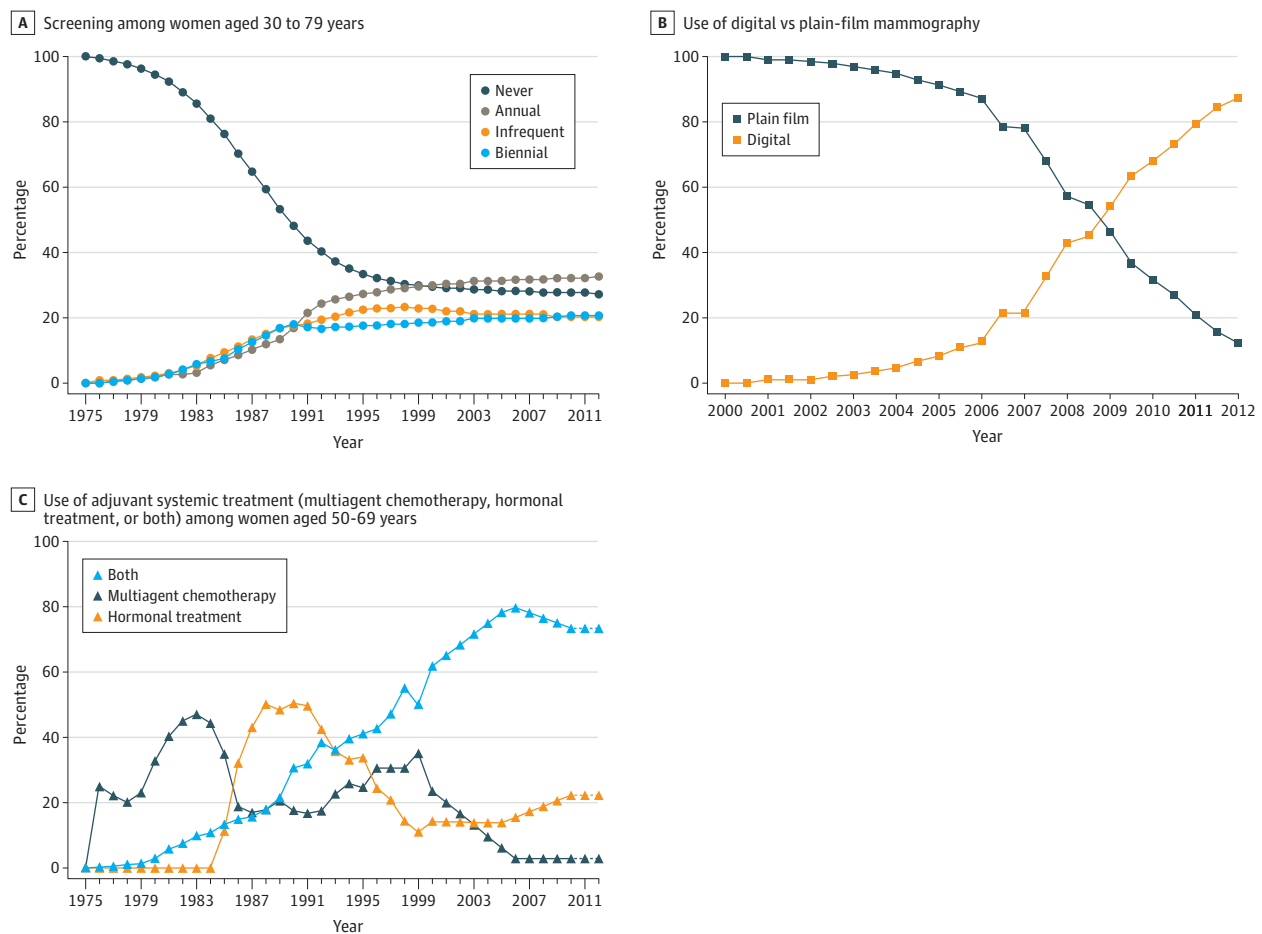 A Screening among women aged 30 to 79 years
100
80
60
40
20
0
Percentage
Never
Annual
Infrequent
Biennial
1975 1979 1983 1987 1991 1995 1999 2003 2007 2011
Year
B Use of digital vs plain-film mammography
100
80
60
40
20
0
Percentage
Plain film
Digital
2000 2001 2002 2003 2004 2005 2006 2007 2008 2009 2010 2011 2012
Year
C Use of adjuvant systemic treatment (multiagent chemotherapy, hormonal
treatment, or both) among women aged 50-69 years
100
80
60
40
20
0
Percentage
Both
Multiagent chemotherapy
Hormonal treatment
1975 1979 1983 1987 1991 1995 1999 2003 2007 2011
Year